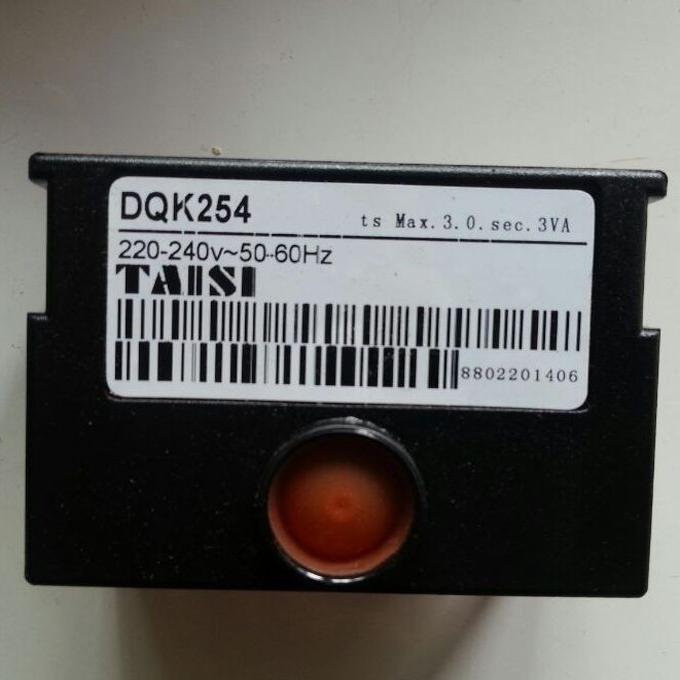 DQK254
ts Max.3.0.sec.3VA
220-240v~50-60Hz
TAISI
8802201406